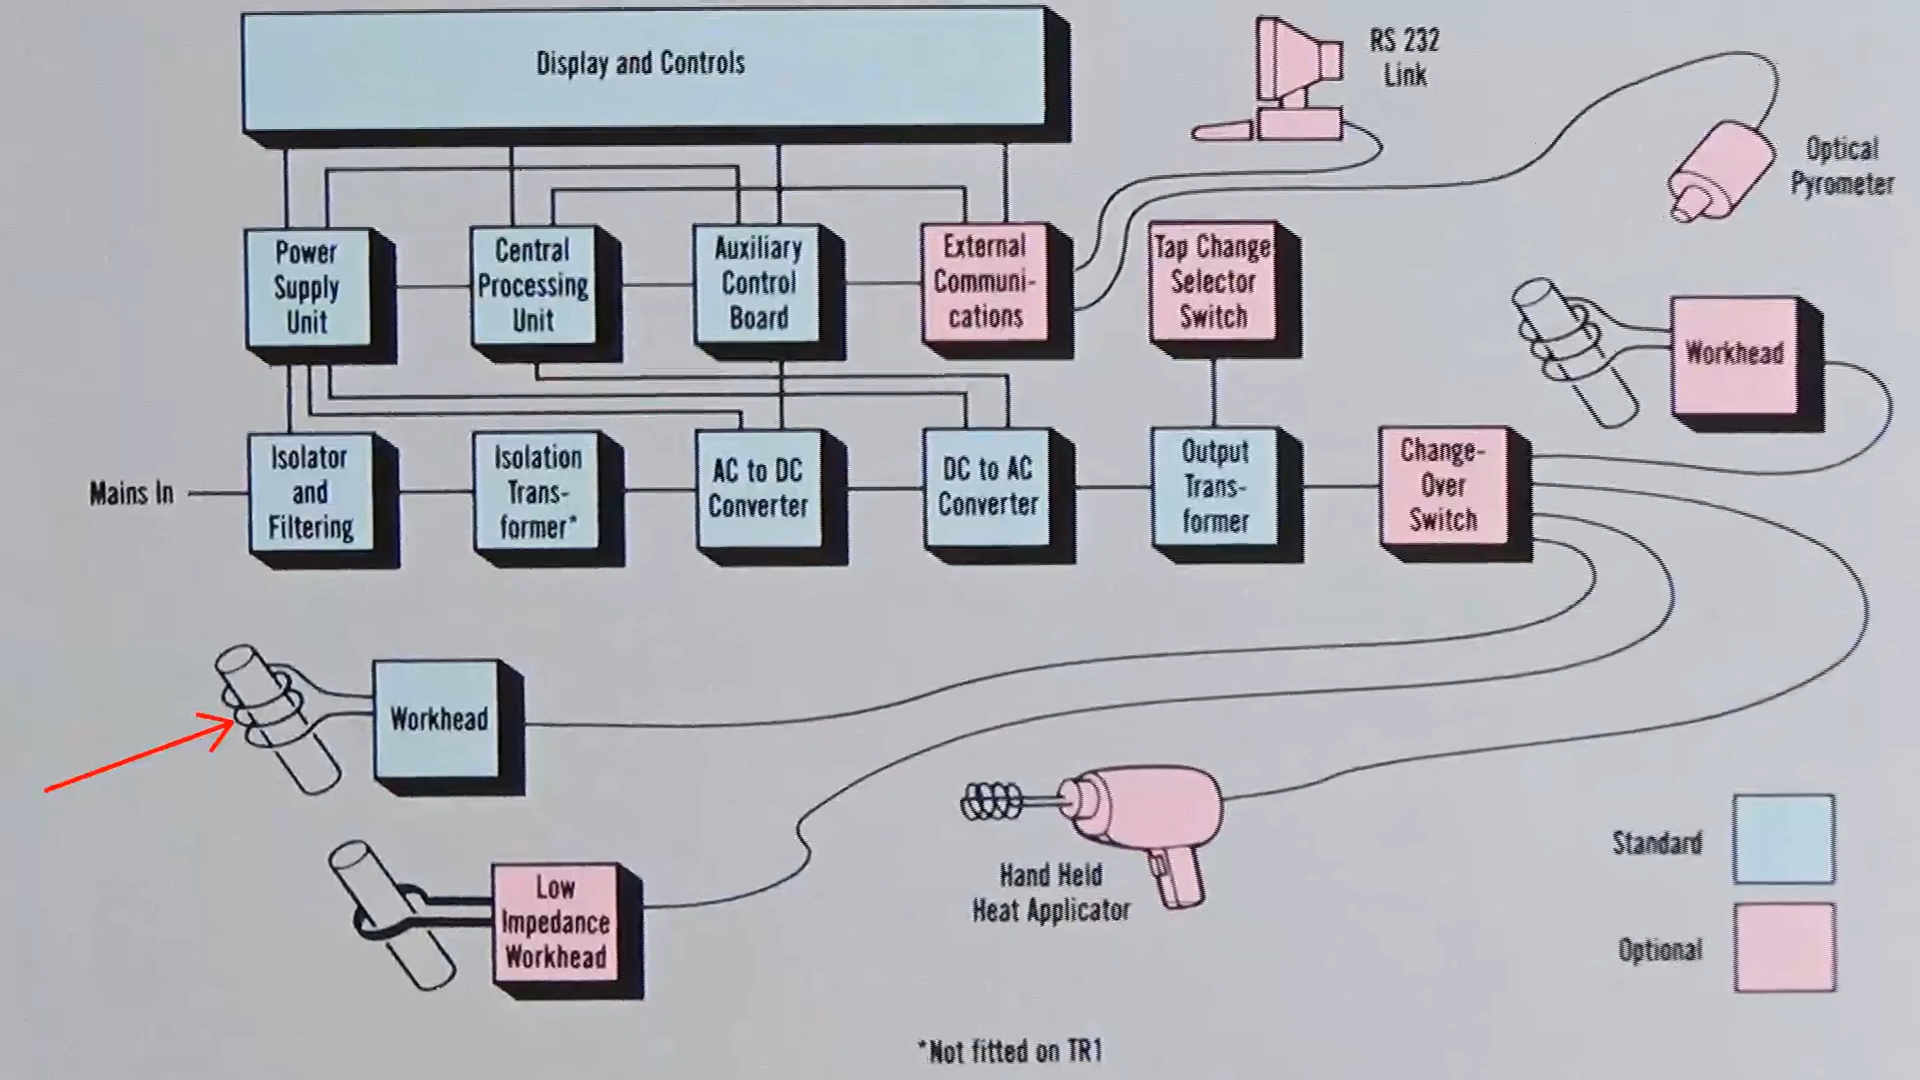 Display and Controls
RS 232
Link
Optical
Pyrometer
Power
Supply
Unit
Central
Processing
Unit
Auxiliary
Control
Board
External
Communi-
cations
Tap Change
Selector
Switch
Workhead
Mains In
Isolator
and
Filtering
Isolation
Trans-
former*
AC to DC
Converter
DC to AC
Converter
Output
Trans-
former
Change-
Over
Switch
Workhead
Low
Impedance
Workhead
Hand Held
Heat Applicator
Standard
Optional
*Not fitted on TR1